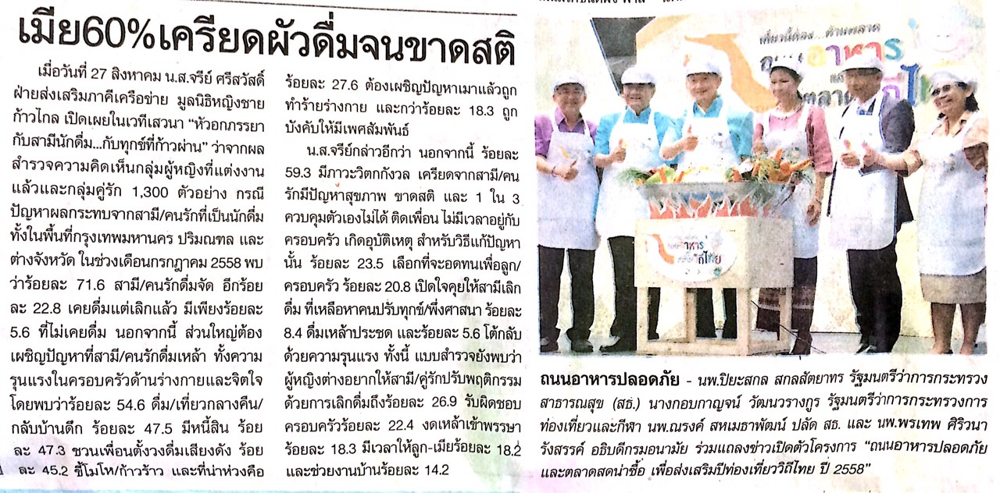 เมีย60%เครียดผัวดื่มจนขาดสติ
เมื่อวันที่ 27 สิงหาคม น.ส.จรีย์ ศรีสวัสดิ์
ฝ่ายส่งเสริมภาคีเครือข่าย มูลนิธิหญิงชาย
ก้าวไกล เปิดเผยในเวทีเสวนา “หัวอกภรรยา
กับสามีนักดื่ม...กับทุกข์ที่ก้าวผ่าน” ว่าจากผล
สำรวจความคิดเห็นกลุ่มผู้หญิงที่แต่งงาน
แล้วและกลุ่มคู่รัก 1,300 ตัวอย่าง กรณี
ปัญหาผลกระทบจากสามี/คนรักที่เป็นนักดื่ม
ทั้งในพื้นที่กรุงเทพมหานคร ปริมณฑล และ
ต่างจังหวัด ในช่วงเดือนกรกฎาคม 2558 พบ
ว่าร้อยละ 71.6 สามี/คนรักดื่มจัด อีกร้อย
ละ 22.8 เคยดื่มแต่เลิกแล้ว มีเพียงร้อยละ
5.6 ที่ไม่เคยดื่ม นอกจากนี้ ส่วนใหญ่ต้อง
เผชิญปัญหาที่สามี/คนรักดื่มเหล้า ทั้งความ
รุนแรงในครอบครัวด้านร่างกายและจิตใจ
โดยพบว่าร้อยละ 54.6 ดื่ม/เที่ยวกลางคืน/
กลับบ้านดึก ร้อยละ 47.5 มีหนี้สิน ร้อย
ละ 47.3 ชวนเพื่อนตั้งวงดื่มเสียงดัง ร้อย
ละ 45.2 ขี้โมโห/ก้าวร้าว และที่น่าห่วงคือ
ร้อยละ 27.6 ต้องเผชิญปัญหาเมาแล้วถูก
ทำร้ายร่างกาย และกว่าร้อยละ 18.3 ถูก
บังคับให้มีเพศสัมพันธ์
น.ส.จรีย์กล่าวอีกว่า นอกจากนี้ ร้อยละ
59.3 มีภาวะวิตกกังวล เครียดจากสามี/คน
รักมีปัญหาสุขภาพ ขาดสติ และ 1 ใน 3
ควบคุมตัวเองไม่ได้ ติดเพื่อน ไม่มีเวลาอยู่กับ
ครอบครัว เกิดอุบัติเหตุ สำหรับวิธีแก้ปัญหา
นั้น ร้อยละ 23.5 เลือกที่จะอดทนเพื่อลูก/
ครอบครัว ร้อยละ 20.8 เปิดใจคุยให้สามีเลิก
ดื่ม ที่เหลือหาคนปรับทุกข์/พึ่งศาสนา ร้อยละ
8.4 ดื่มเหล้าประชด และร้อยละ 5.6 โต้กลับ
ด้วยความรุนแรง ทั้งนี้ แบบสำรวจยังพบว่า
ผู้หญิงต่างอยากให้สามี/คู่รักปรับพฤติกรรม
ด้วยการเลิกดื่มถึงร้อยละ 26.9 รับผิดชอบ
ครอบครัวร้อยละ 22.4 งดเหล้าเข้าพรรษา
ร้อยละ 18.3 มีเวลาให้ลูก-เมียร้อยละ 18.2
และช่วยงานบ้านร้อยละ 14.2
อาหาร
ถนนอาหารปลอดภัย - นพ.ปิยะสกล สกลสัตยาทร รัฐมนตรีว่าการกระทรวง
สาธารณสุข (สธ.) นางกอบกาญจน์ วัฒนวรางกูร รัฐมนตรีว่าการกระทรวงการ
ท่องเที่ยวและกีฬา นพ.ณรงค์ สหเมธาพัฒน์ ปลัด สธ. และ นพ.พรเทพ ศิริวนา
รังสรรค์ อธิบดีกรมอนามัย ร่วมแถลงข่าวเปิดตัวโครงการ “ถนนอาหารปลอดภัย
และตลาดสดน่าซื้อ เพื่อส่งเสริมปีท่องเที่ยววิถีไทย ปี 2558”